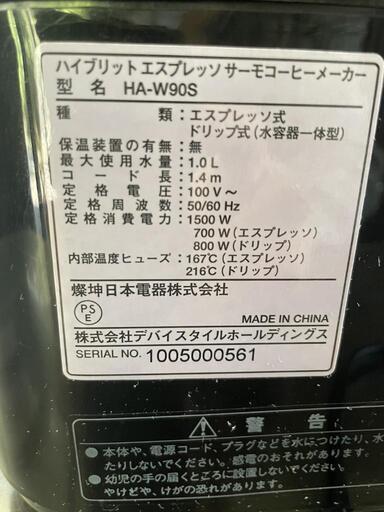 ハイブリット エスプレッソ サーモコーヒーメーカー
型名 HA-W90S
種類：エスプレッソ式
ドリップ式（水容器一体型）
保温装置の有無：無
最大使用水量：1.0 L
コード長：1.4 m
定格電圧：100 V～
定格周波数：50/60 Hz
定格消費電力：1500 W
700 W（エスプレッソ）
800 W（ドリップ）
内部温度ヒューズ：167℃（エスプレッソ）
216℃（ドリップ）
燦坤日本電器株式会社
PSE
MADE IN CHINA
株式会社デバイスタイルホールディングス
SERIAL NO. 1005000561
警告
●本体や、電源コード、プラグなどを水につけたり、水
たりしないでください。感電のおそれがあります。
●幼児の手の届くところに設置しないでください。
やけどや、けがの恐れがあります。